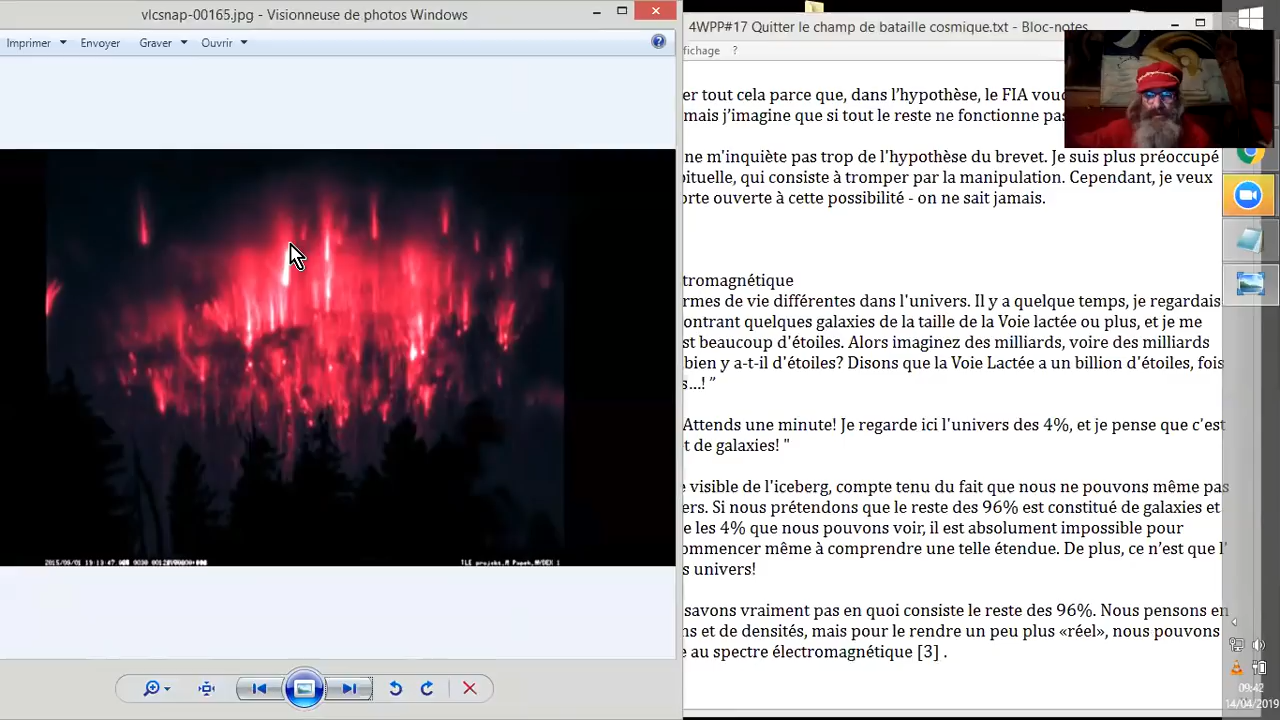 vlcsnap-00165.jpg - Visionneuse de photos Windows
Imprimer Envoyer Graver Ouvrir
4WPP#17 Quitter le champ de bataille cosmique.txt - Bloc-notes
ffichage ?
er tout cela parce que, dans l’hypothèse, le FIA vouc
mais j’imagine que si tout le reste ne fonctionne pas
ne m'inquiète pas trop de l'hypothèse du brevet. Je suis plus préoccupé
bituelle, qui consiste à tromper par la manipulation. Cependant, je veux
orte ouverte à cette possibilité - on ne sait jamais.
tromagnétique
rmes de vie différentes dans l'univers. Il y a quelque temps, je regardais
ontrant quelques galaxies de la taille de la Voie lactée ou plus, et je me
st beaucoup d'étoiles. Alors imaginez des milliards, voire des milliards
bien y a-t-il d'étoiles? Disons que la Voie Lactée a un billion d'étoiles, fois
s…! ”
Attends une minute! Je regarde ici l'univers des 4%, et je pense que c’est
et de galaxies! "
e visible de l'iceberg, compte tenu du fait que nous ne pouvons même pas
ers. Si nous prétendons que le reste des 96% est constitué de galaxies et
e les 4% que nous pouvons voir, il est absolument impossible pour
ommencer même à comprendre une telle étendue. De plus, ce n’est que l’
s univers!
savons vraiment pas en quoi consiste le reste des 96%. Nous pensons en
ns et de densités, mais pour le rendre un peu plus «réel», nous pouvons
e au spectre électromagnétique [3] .
09:42
14/04/2019